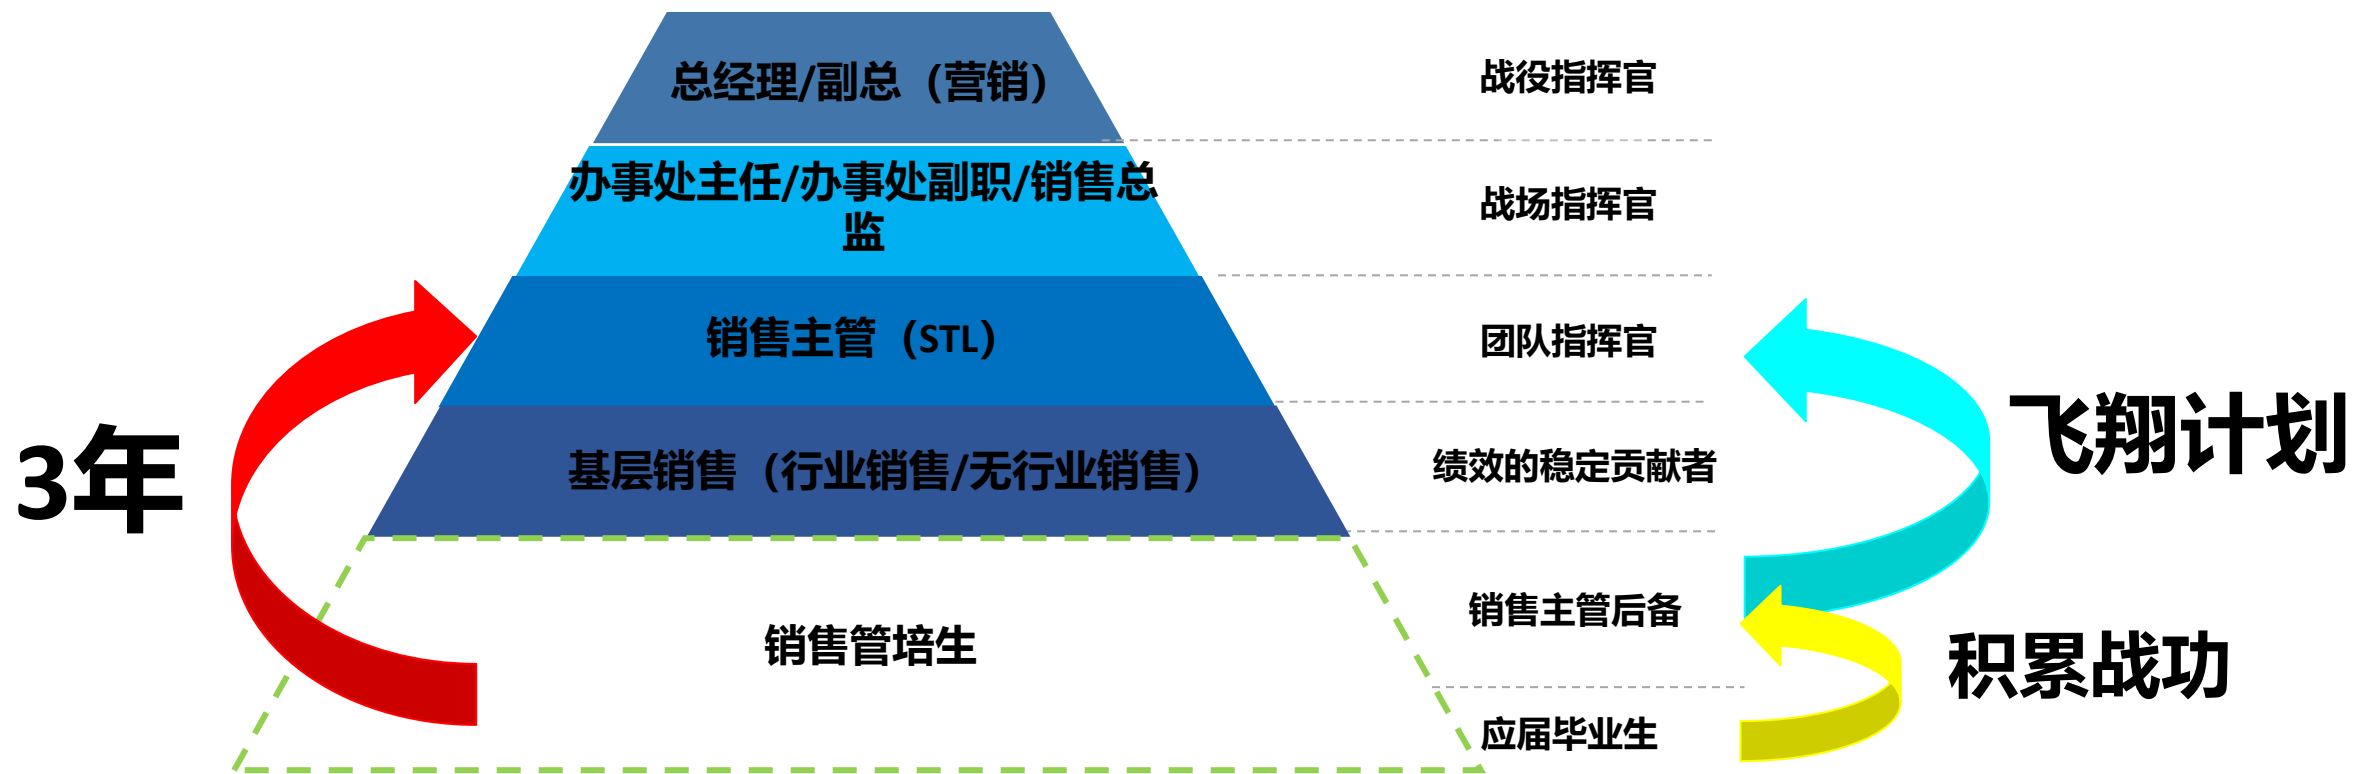 总经理/副总（营销）
战役指挥官
办事处主任/办事处副职/销售总
监
战场指挥官
销售主管（STL）
团队指挥官
3年
基层销售（行业销售/无行业销售）
绩效的稳定贡献者
飞翔计划
销售管培生
销售主管后备
积累战功
应届毕业生